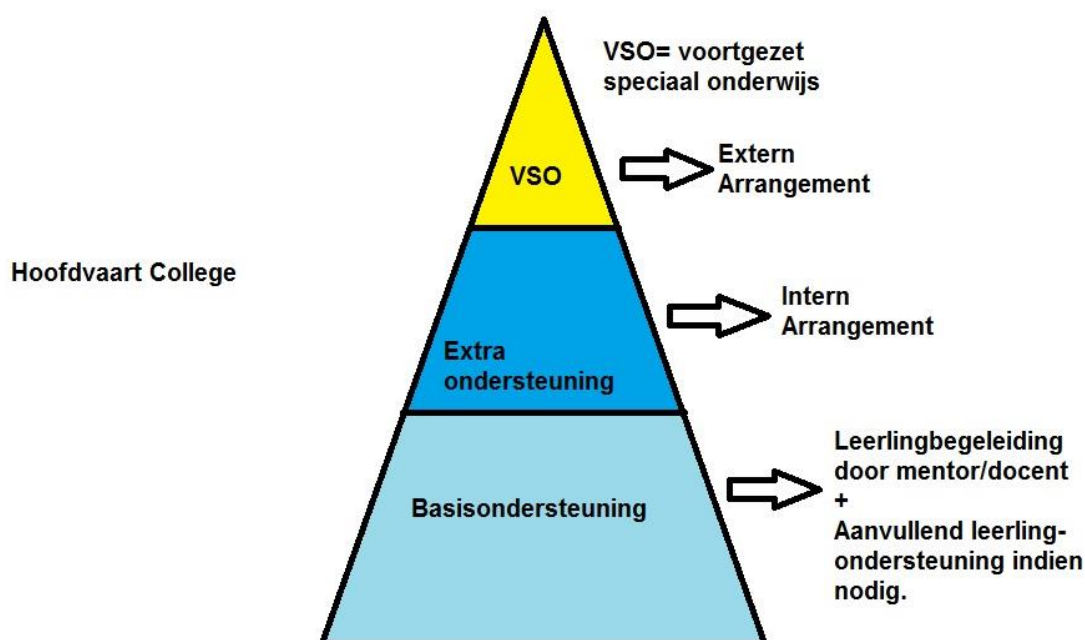 VSO= voortgezet
speciaal onderwijs
VSO
Extern
Arrangement
Hoofdvaart College
Intern
Arrangement
Extra
ondersteuning
Basisondersteuning
Leerlingbegeleiding
door mentor/docent
+
Aanvullend leerling-
ondersteuning indien
nodig.